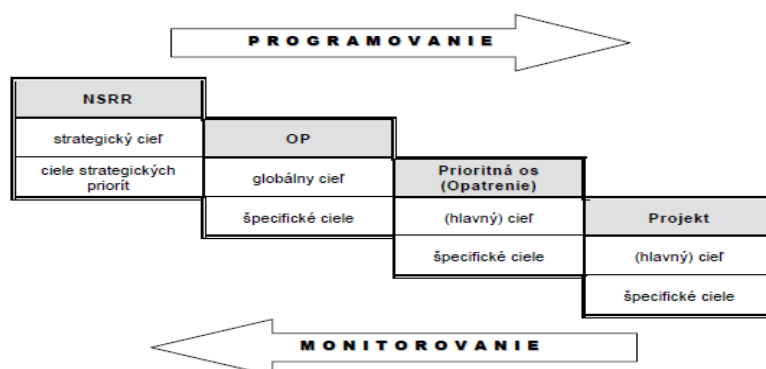 PROGRAMOVANIE
NSRR
strategický cieľ
ciele strategických
priorít
OP
globálny cieľ
špecifické ciele
Prioritná os
(Opatrenie)
(hlavný) cieľ
špecifické ciele
Projekt
(hlavný) cieľ
špecifické ciele
MONITOROVANIE